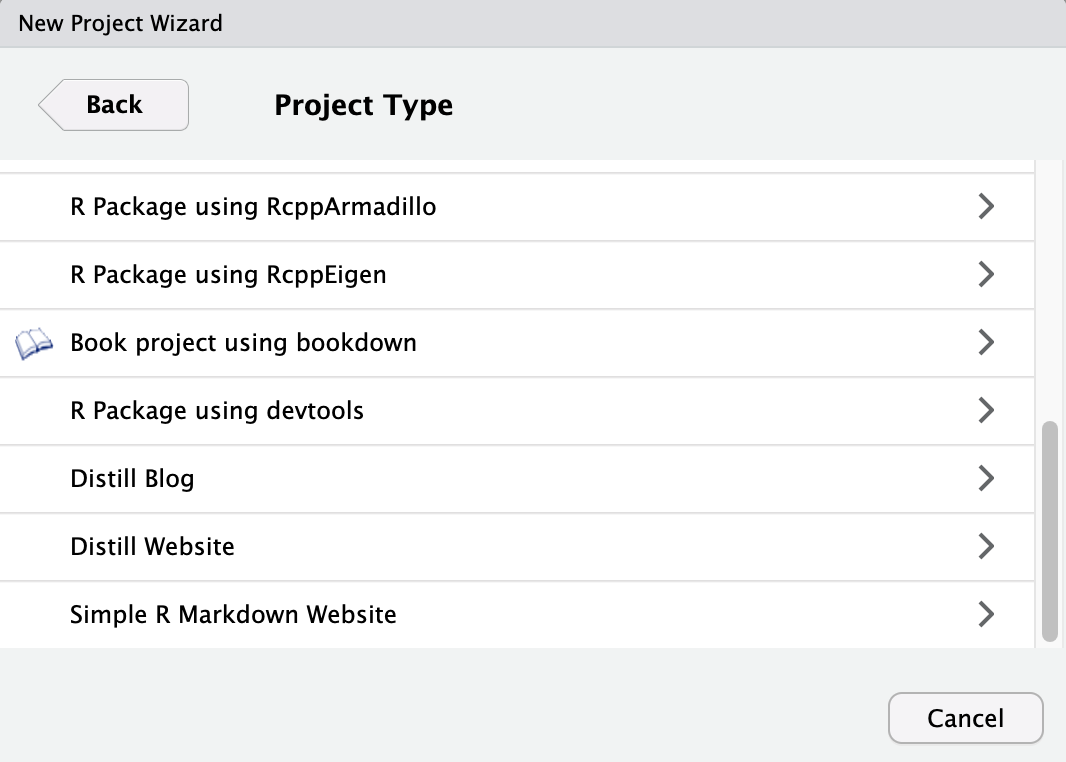 New Project Wizard
Back
Project Type
R Package using RcppArmadillo
R Package using RcppEigen
Book project using bookdown
R Package using devtools
Distill Blog
Distill Website
Simple R Markdown Website
Cancel